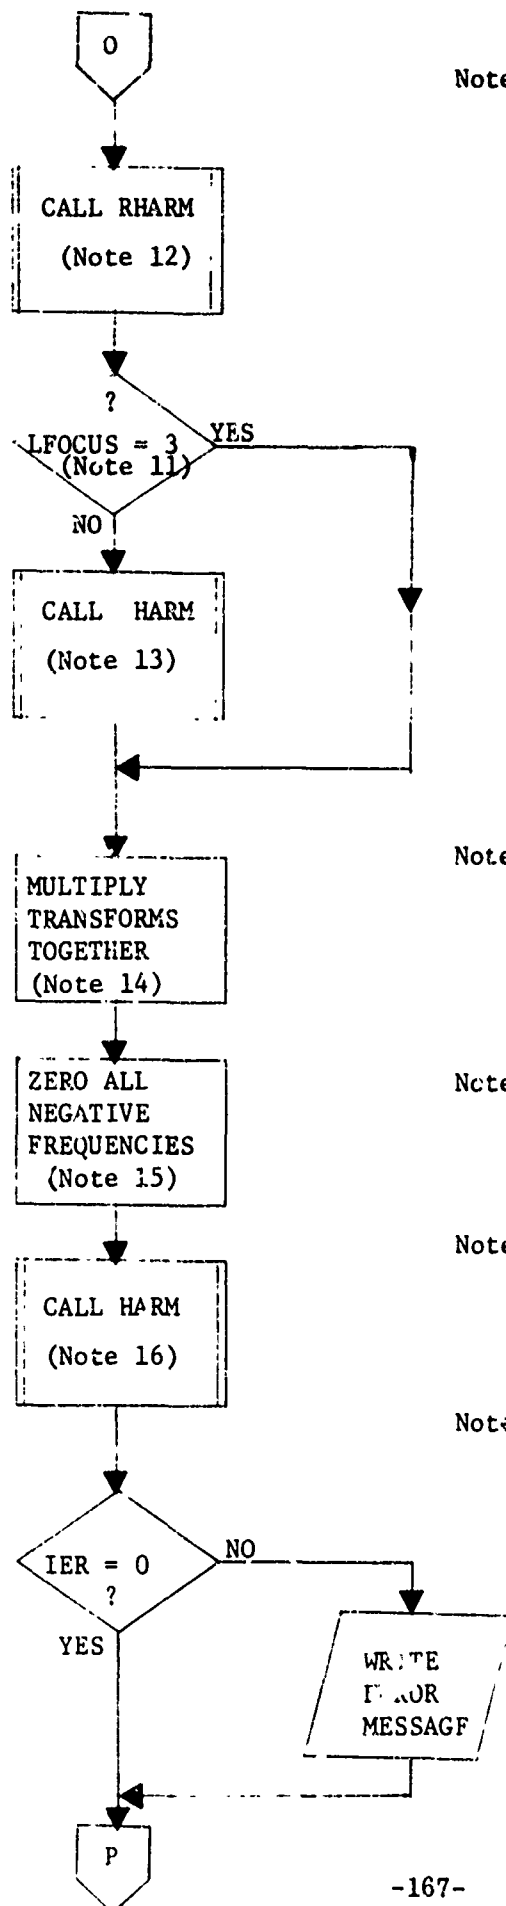 O
Note
CALL RHARM
(Note 12)
?
LFOCUS = 3
(Note 11)
YES
NO
CALL HARM
(Note 13)
Note
MULTIPLY
TRANSFORMS
TOGETHER
(Note 14)
Note
ZERO ALL
NEGATIVE
FREQUENCIES
(Note 15)
Note
CALL HARM
(Note 16)
Note
IER = 0
?
NO
YES
WRITE
ERROR
MESSAGE
P
-167-